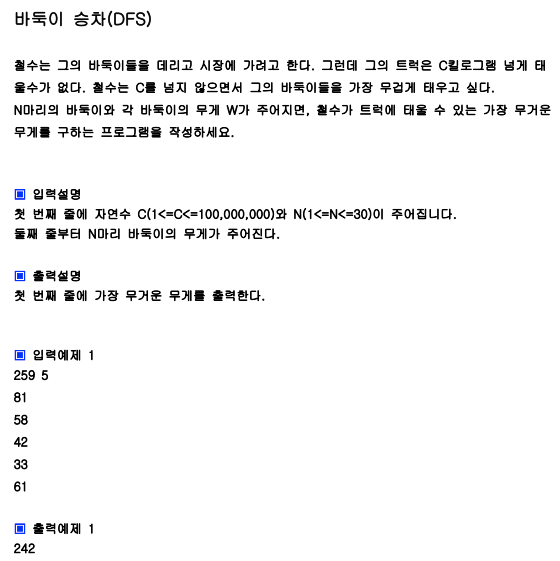 바둑이 승차(DFS)
철수는 그의 바둑이들을 데리고 시장에 가려고 한다. 그런데 그의 트럭은 C킬로그램 넘게 태
울수가 없다. 철수는 C를 넘지 않으면서 그의 바둑이들을 가장 무겁게 태우고 싶다.
N마리의 바둑이와 각 바둑이의 무게 W가 주어지면, 철수가 트럭에 태울 수 있는 가장 무거운
무게를 구하는 프로그램을 작성하세요.
▣ 입력설명
첫 번째 줄에 자연수 C(1<=C<=100,000,000)와 N(1<=N<=30)이 주어집니다.
둘째 줄부터 N마리 바둑이의 무게가 주어진다.
▣ 출력설명
첫 번째 줄에 가장 무거운 무게를 출력한다.
▣ 입력예제 1
259 5
81
58
42
33
61
▣ 출력예제 1
242